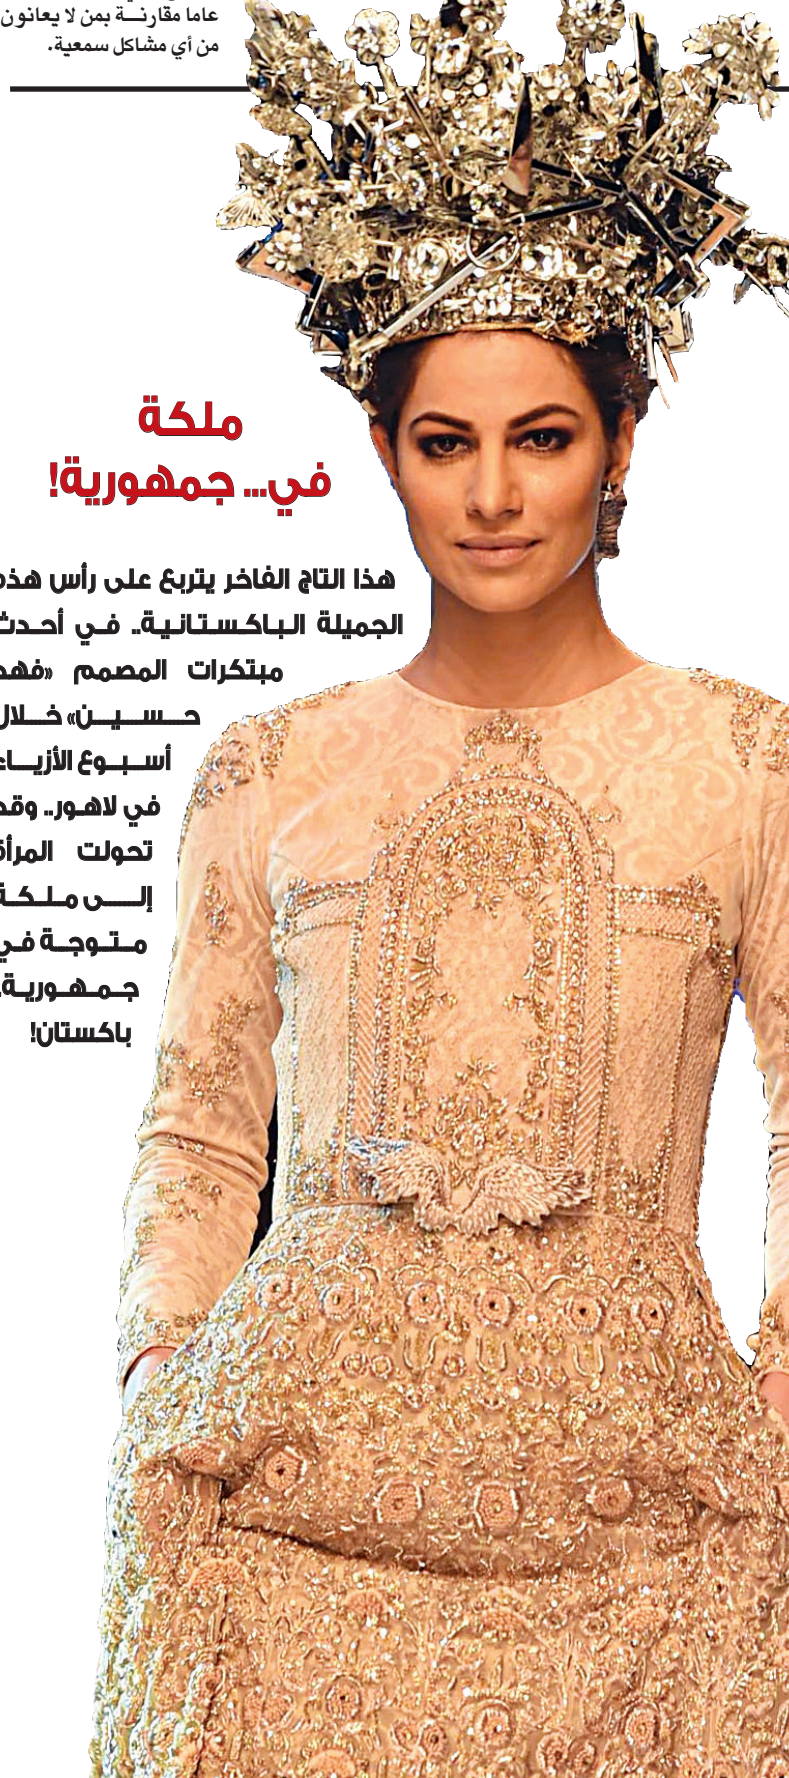 عاما مقارنة بمن لا يعانون
من أي مشاكل سمعية.
ملكة
في... جمهورية!
هذا التاج الفاخر يتربع على رأس هذه
الجميلة الباكستانية.. في أحدث
مبتكرات المصمم «فهد
حسين» خلال
أسبوع الأزياء
في لاهور.. وقد
تحولت المرأة
إلى ملكة
متوجة في
جمهورية
باكستان!